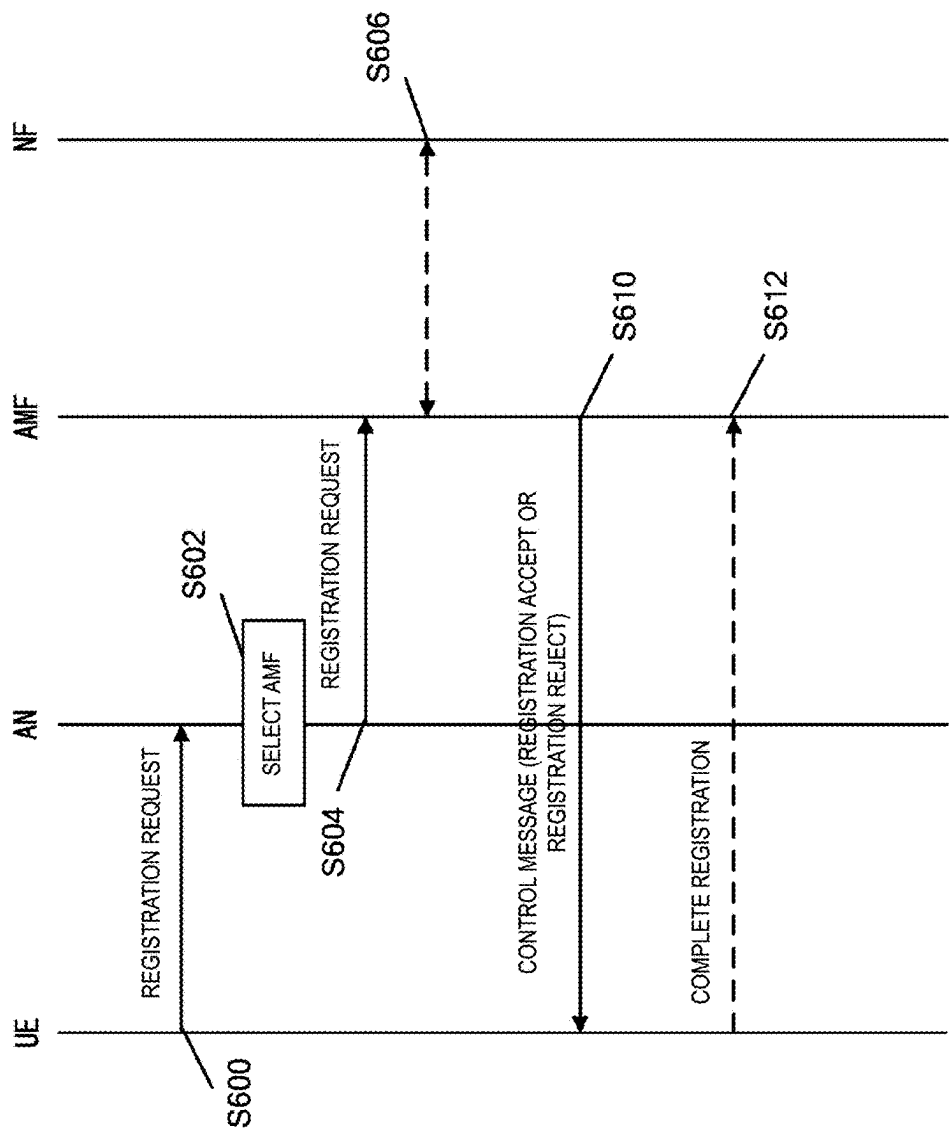 UE
AN
AMF
NF
S600
REGISTRATION REQUEST
SELECT AMF
S602
S604
REGISTRATION REQUEST
S606
CONTROL MESSAGE (REGISTRATION ACCEPT OR
REGISTRATION REJECT)
S610
COMPLETE REGISTRATION
S612